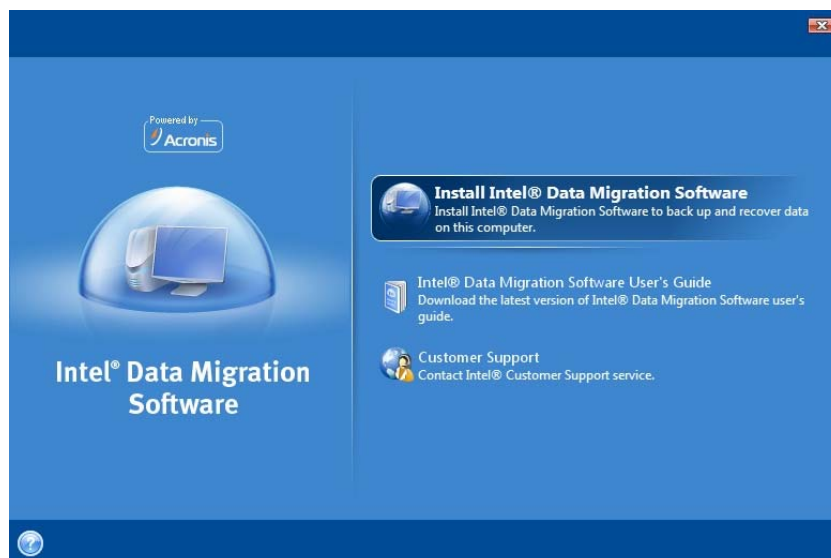 Powered by
Acronis
Intel® Data Migration
Software
Install Intel® Data Migration Software
Install Intel® Data Migration Software to back up and recover data
on this computer.
Intel® Data Migration Software User's Guide
Download the latest version of Intel® Data Migration Software user's
guide.
Customer Support
Contact Intel® Customer Support service.